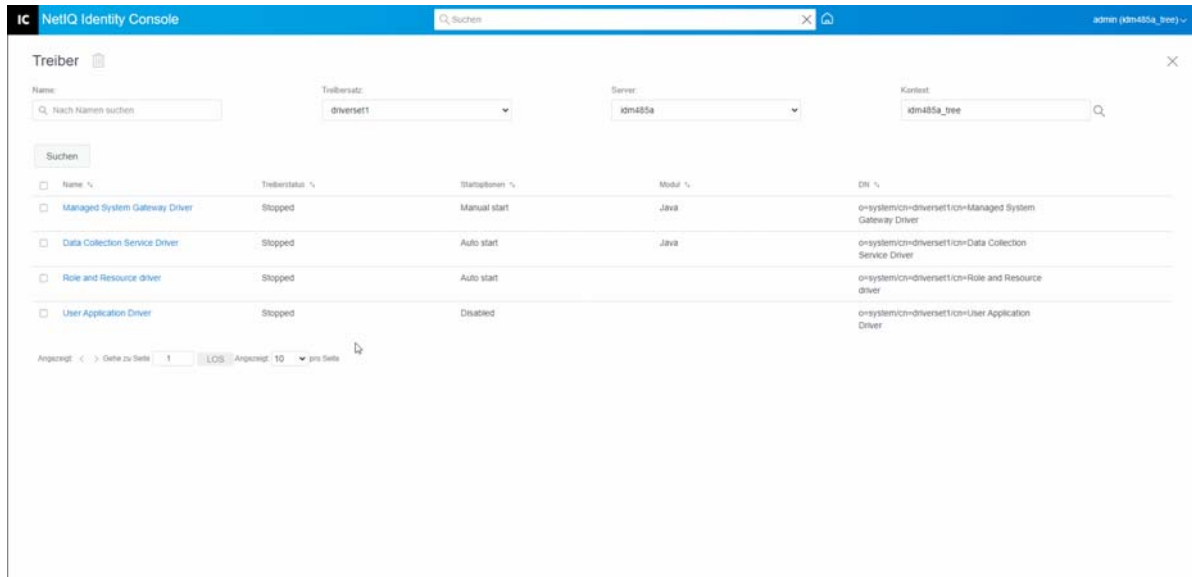 IC NetIQ Identity Console
Suchen
admin (idm485a_tree)
Treiber
Name: Treibersatz: Server: Kontext:
Nach Namen suchen driverset1 idm485a idm485a_tree
Suchen
Name Treiberstatus Startoptionen Modul DN
Managed System Gateway Driver Stopped Manual start Java o=system/cn=driverset1/cn=Managed System
Gateway Driver
Data Collection Service Driver Stopped Auto start Java o=system/cn=driverset1/cn=Data Collection
Service Driver
Role and Resource driver Stopped Auto start o=system/cn=driverset1/cn=Role and Resource
driver
User Application Driver Stopped Disabled o=system/cn=driverset1/cn=User Application
Driver
Angezeigt: < > Gehe zu Seite 1 LOS Angezeigt: 10 pro Seite